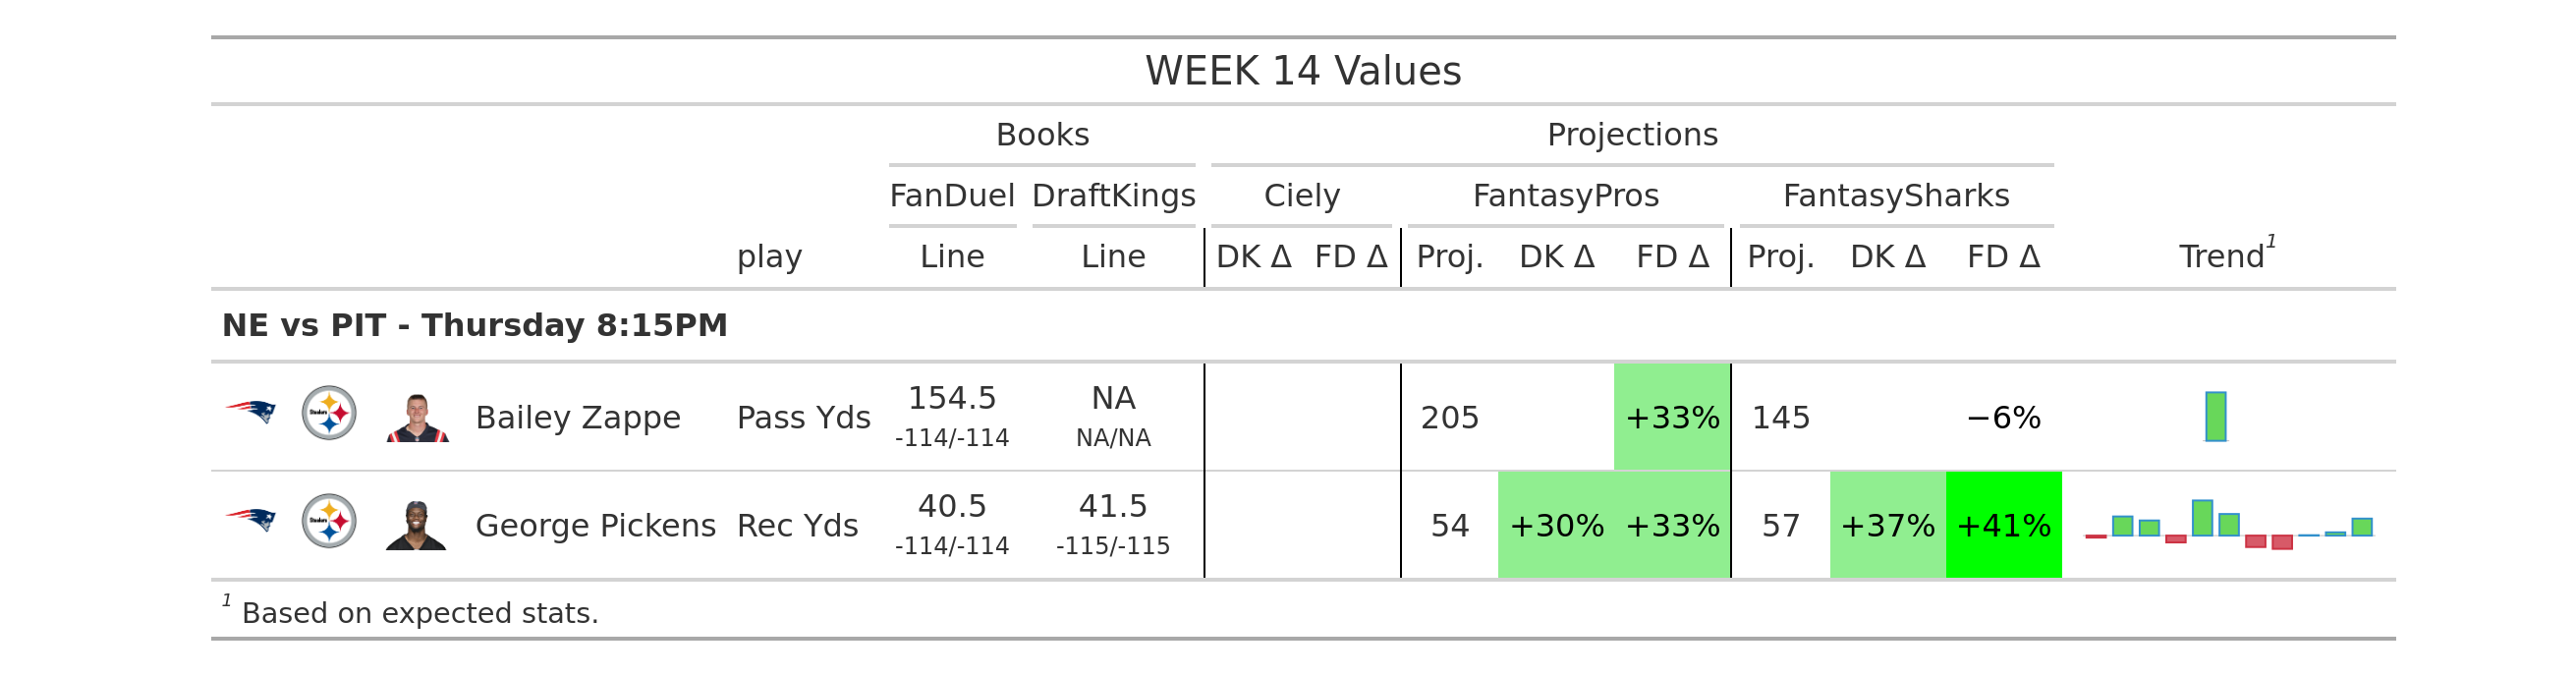 WEEK 14 Values
Books Projections
FanDuel DraftKings Ciely FantasyPros FantasySharks
play Line Line DK Δ FD Δ Proj. DK Δ FD Δ Proj. DK Δ FD Δ Trend1
NE vs PIT - Thursday 8:15PM
Steelers Bailey Zappe Pass Yds 154.5 NA 205 +33% 145 −6%
-114/-114 NA/NA
Steelers George Pickens Rec Yds 40.5 41.5 54 +30% +33% 57 +37% +41%
-114/-114 -115/-115
1 Based on expected stats.